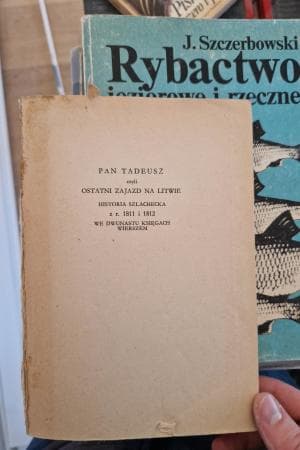 J. Szczerbowski
Rybactwo
jeziorowe i rzeczne
PAN TADEUSZ
czyli
OSTATNI ZAJAZD NA LITWIE
HISTORIA SZLACHECKA
z r. 1811 i 1812
WE DWUNASTU KSIĘGACH
WIERSZEM